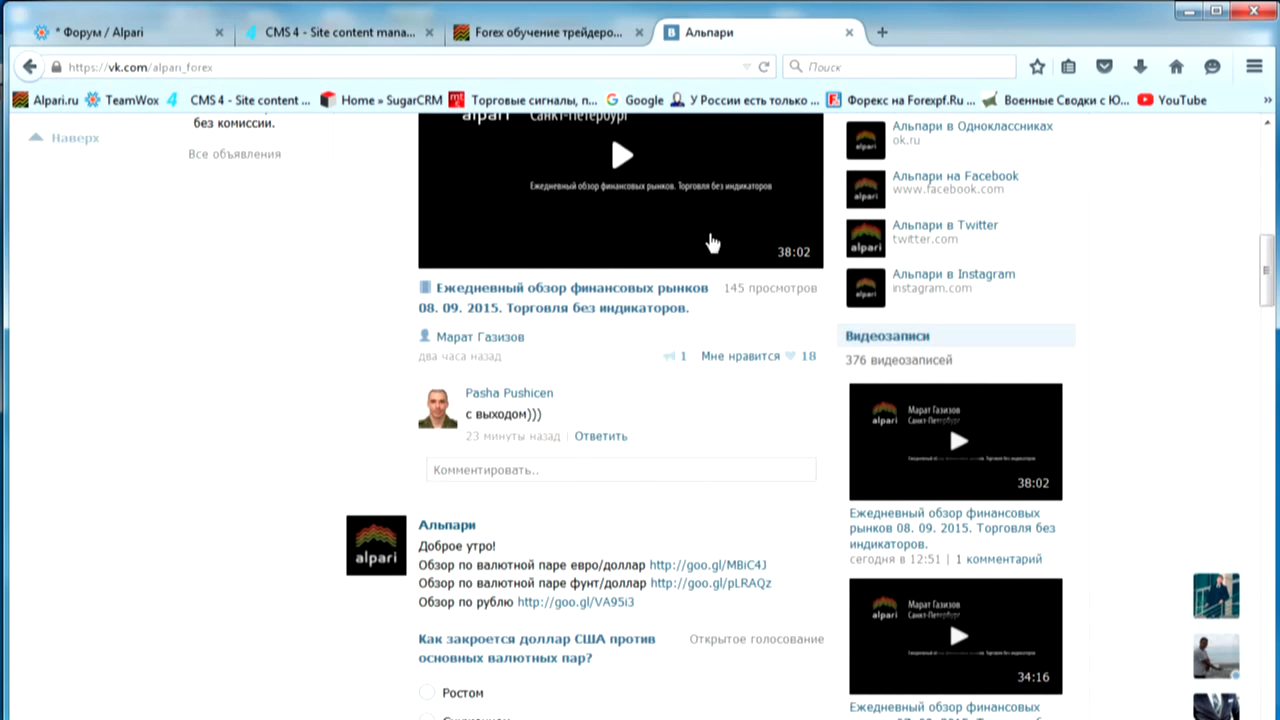 * Форум / Alpari
CMS 4 - Site content mana...
Forex обучение трейдеро...
Альпари
https://vk.com/alpari_forex
Поиск
Alpari.ru
TeamWox
CMS 4 - Site content ...
Home » SugarCRM
Торговые сигналы, п...
Google
У России есть только ...
Форекс на Forexpf.Ru ...
Военные Сводки с Ю...
YouTube
Наверх
без комиссии.
Все объявления
alpari
Санкт-Петербург
Ежедневный обзор финансовых рынков. Торговля без индикаторов
38:02
Ежедневный обзор финансовых рынков 08. 09. 2015. Торговля без индикаторов.
145 просмотров
Марат Газизов
два часа назад
1
Мне нравится 18
Pasha Pushicen
с выходом)))
23 минуты назад | Ответить
Комментировать..
alpari
Альпари
Доброе утро!
Обзор по валютной паре евро/доллар http://goo.gl/MBiC4J
Обзор по валютной паре фунт/доллар http://goo.gl/pLRAQz
Обзор по рублю http://goo.gl/VA95i3
Как закроется доллар США против основных валютных пар?
Открытое голосование
Ростом
Альпари в Одноклассниках
ok.ru
Альпари на Facebook
www.facebook.com
Альпари в Twitter
twitter.com
Альпари в Instagram
instagram.com
Видеозаписи
376 видеозаписей
alpari
Марат Газизов
Санкт-Петербург
38:02
Ежедневный обзор финансовых
рынков 08. 09. 2015. Торговля без
индикаторов.
сегодня в 12:51 | 1 комментарий
alpari
Марат Газизов
Санкт-Петербург
34:16
Ежедневный обзор финансовых